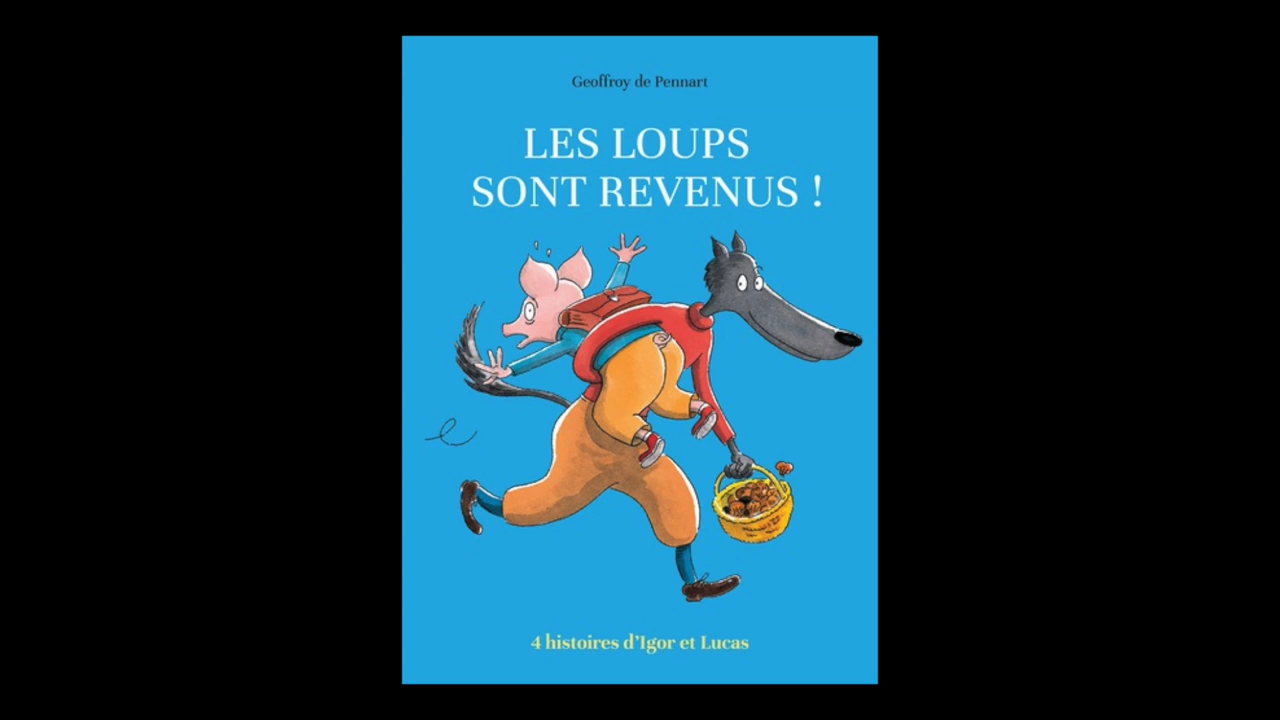 Geoffroy de Pennart
LES LOUPS
SONT REVENUS !
4 histoires d'Igor et Lucas